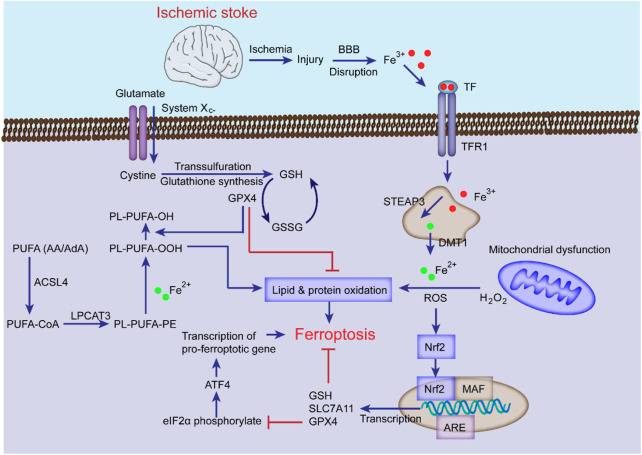 Ischemic stoke
Ischemia
Injury
BBB
Disruption
Fe3+
TF
Glutamate
System Xc-
TFR1
Cystine
Transsulfuration
Glutathione synthesis
GSH
GPX4
GSSG
STEAP3
Fe3+
DMT1
PL-PUFA-OH
PUFA (AA/AdA)
PL-PUFA-OOH
Mitochondrial dysfunction
Fe2+
ACSL4
Fe2+
Lipid & protein oxidation
ROS
H2O2
PUFA-CoA
LPCAT3
PL-PUFA-PE
Transcription of
pro-ferroptotic gene
Ferroptosis
Nrf2
ATF4
Nrf2
MAF
GSH
SLC7A11
GPX4
Transcription
eIF2α phosphorylate
ARE